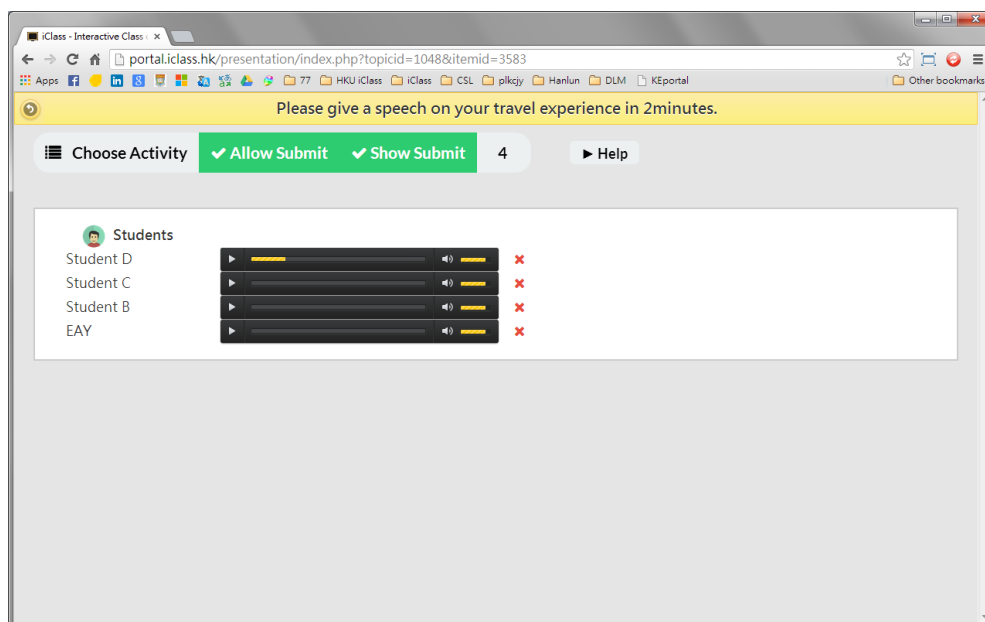 iClass - Interactive Class
portal.iclass.hk/presentation/index.php?topicid=1048&itemid=3583
Apps 77 HKU iClass iClass CSL plkcjy Hanlun DLM KEportal Other bookmarks
Please give a speech on your travel experience in 2minutes.
Choose Activity Allow Submit Show Submit 4 Help
Students
Student D
Student C
Student B
EAY